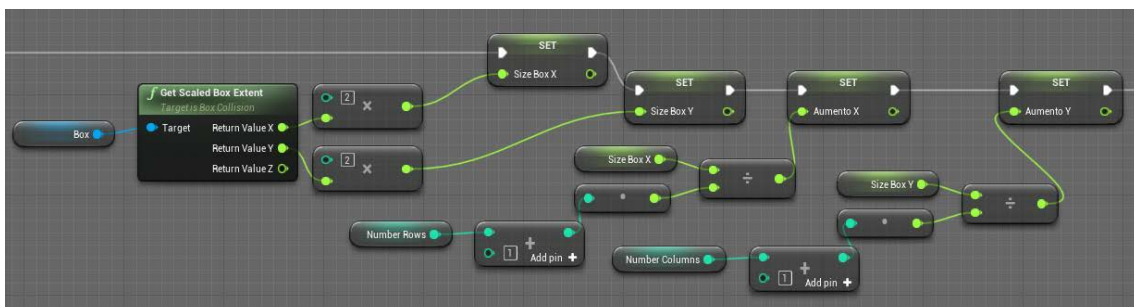 SET
Size Box X
Get Scaled Box Extent
Target is Box Collision
Target
Return Value X
Return Value Y
Return Value Z
Box
2
×
2
×
SET
Size Box Y
SET
Aumento X
SET
Aumento Y
Size Box X
÷
Size Box Y
÷
Number Rows
1
+
Add pin +
Number Columns
1
+
Add pin +